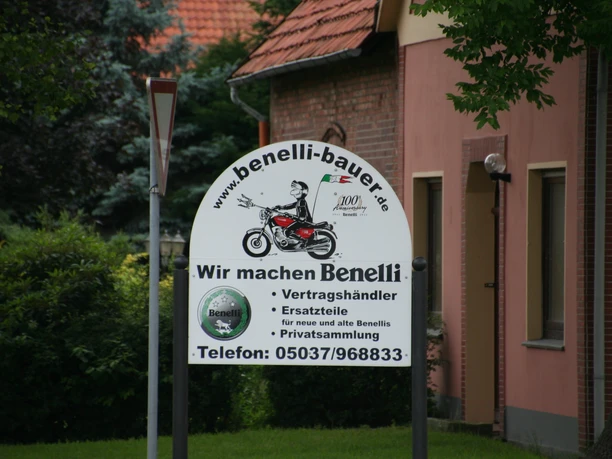 www.benelli-bauer.de
100
Anniversary
Benelli
Wir machen Benelli
Benelli
• Vertragshändler
• Ersatzteile
für neue und alte Benellis
• Privatsammlung
Telefon: 05037/968833